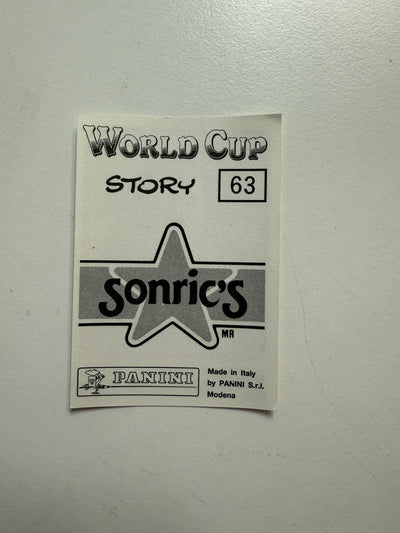 WORLD CUP
STORY 63
sonric's
MR
PANINI
Made in Italy
by PANINI S.r.l.
Modena